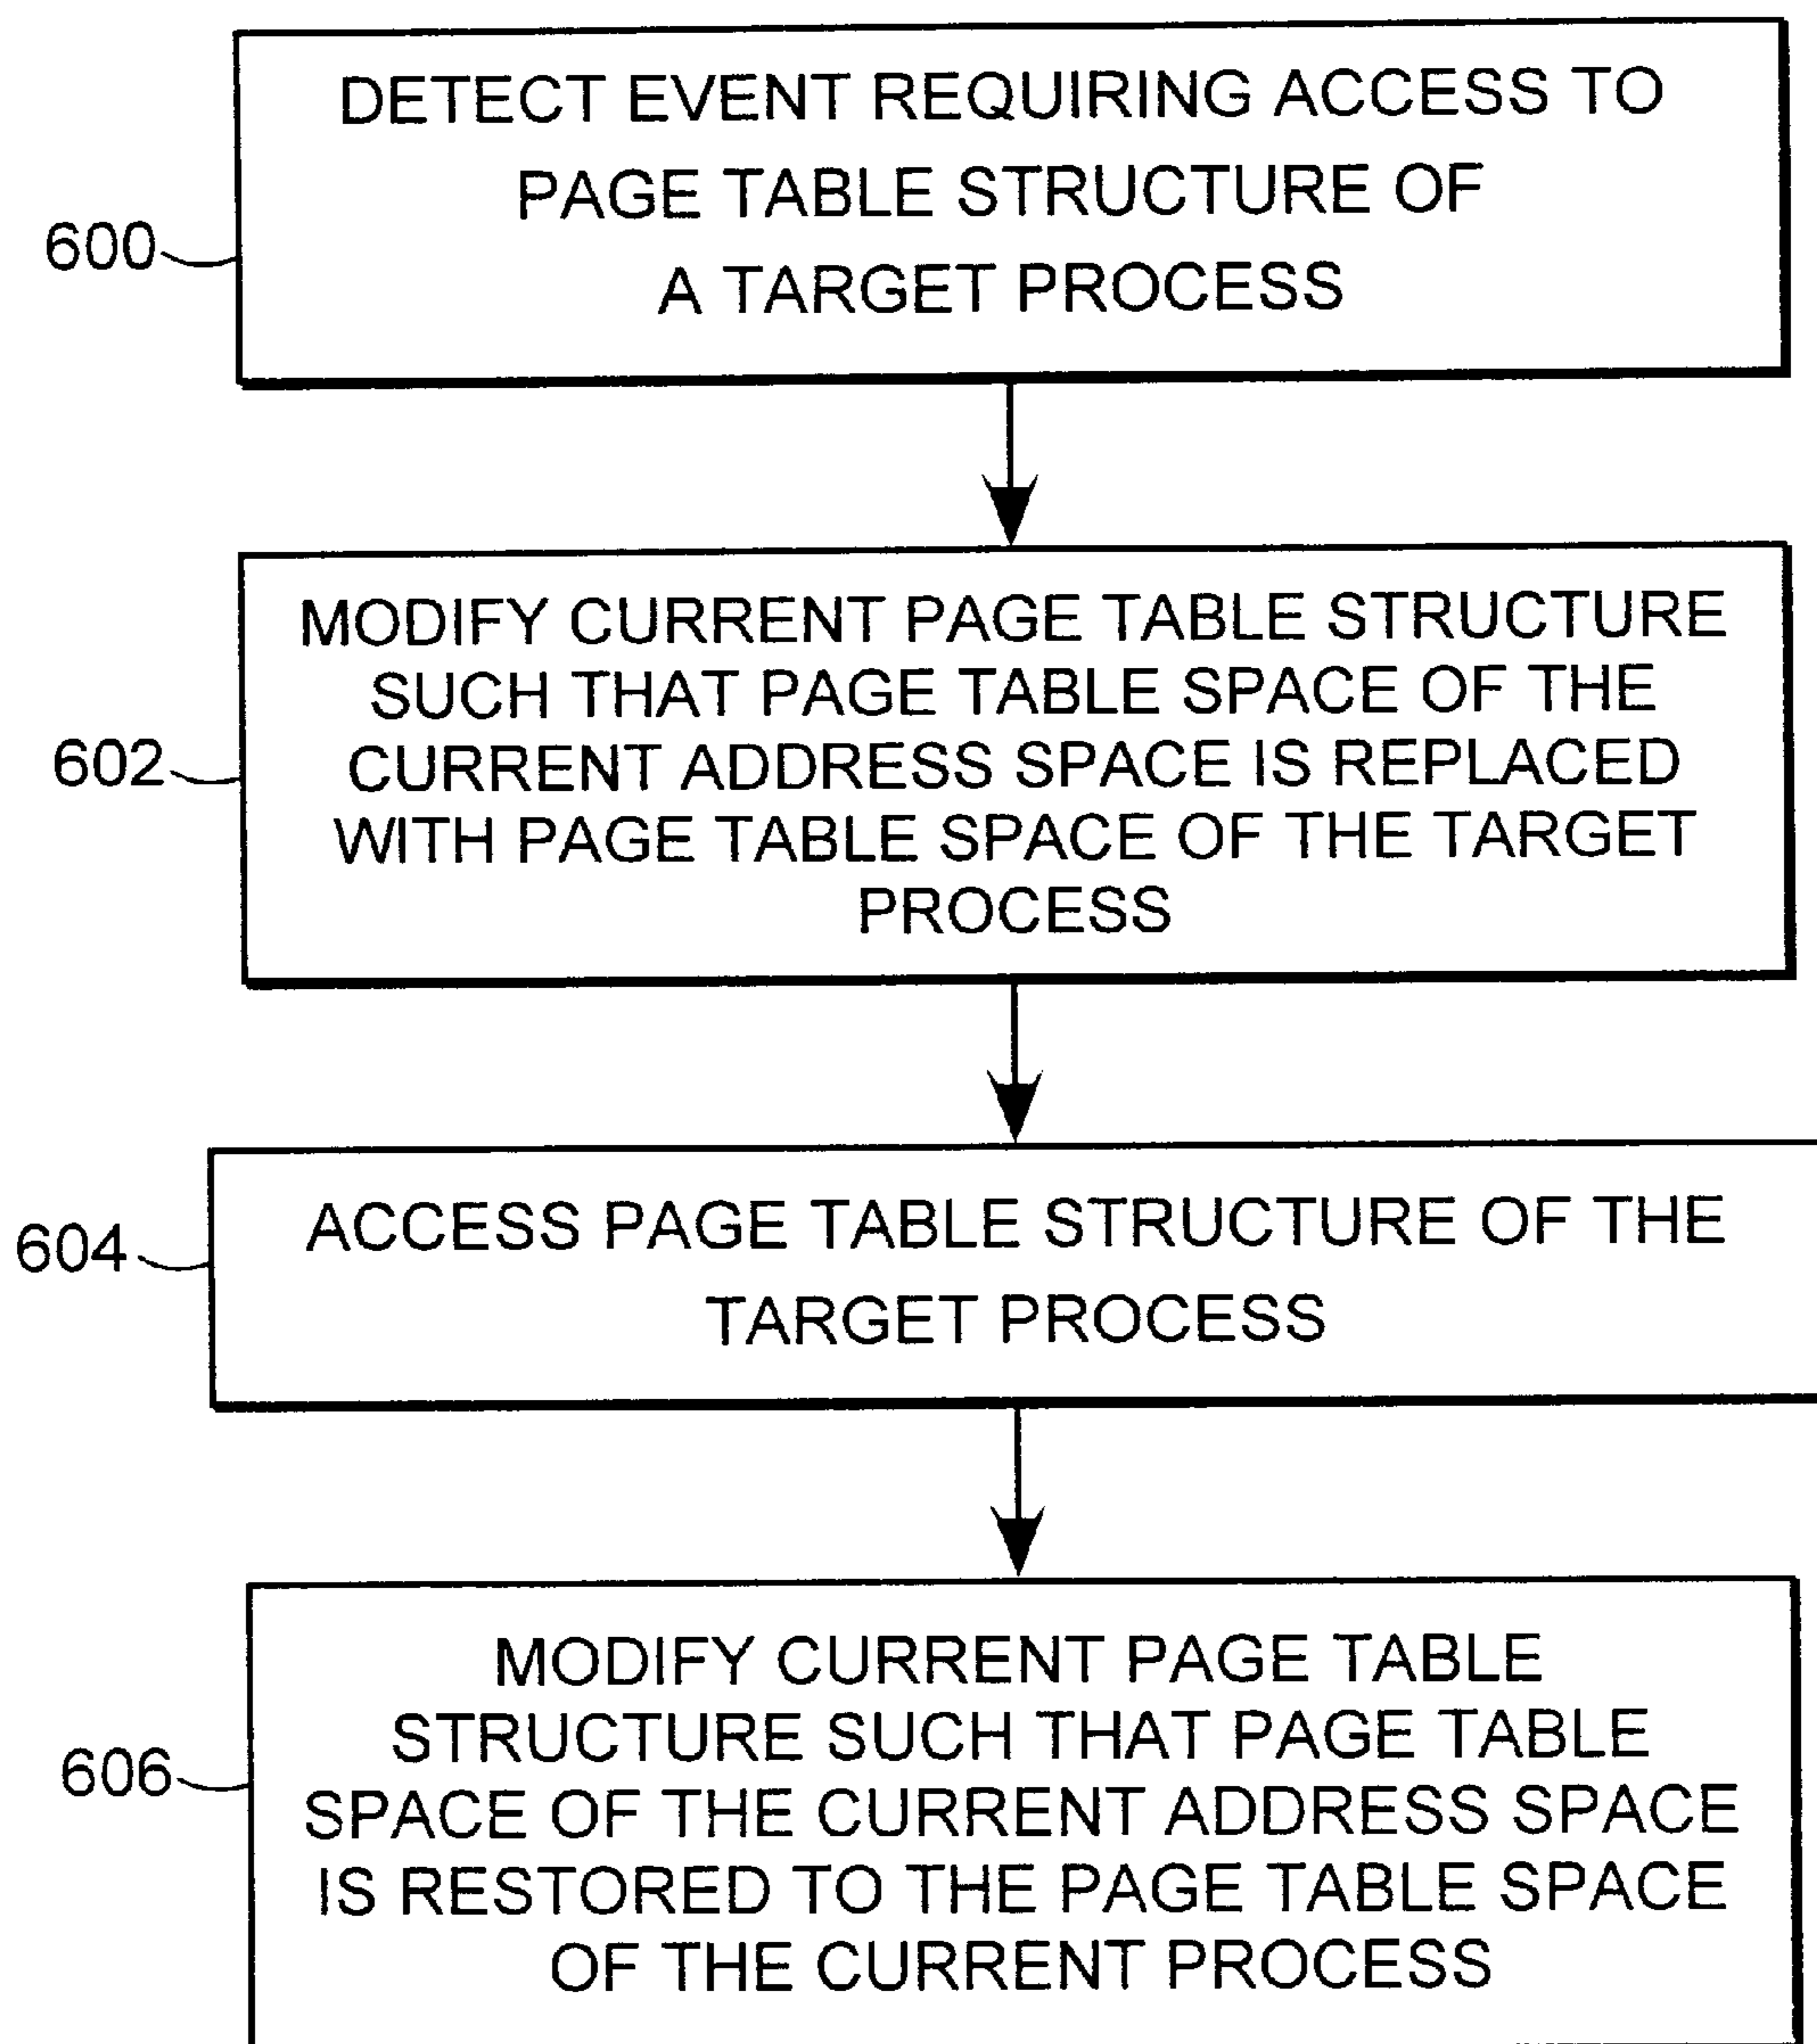 DETECT EVENT REQUIRING ACCESS TO
PAGE TABLE STRUCTURE OF
A TARGET PROCESS
600
MODIFY CURRENT PAGE TABLE STRUCTURE
SUCH THAT PAGE TABLE SPACE OF THE
CURRENT ADDRESS SPACE IS REPLACED
WITH PAGE TABLE SPACE OF THE TARGET
PROCESS
602
ACCESS PAGE TABLE STRUCTURE OF THE
TARGET PROCESS
604
MODIFY CURRENT PAGE TABLE
STRUCTURE SUCH THAT PAGE TABLE
SPACE OF THE CURRENT ADDRESS SPACE
IS RESTORED TO THE PAGE TABLE SPACE
OF THE CURRENT PROCESS
606